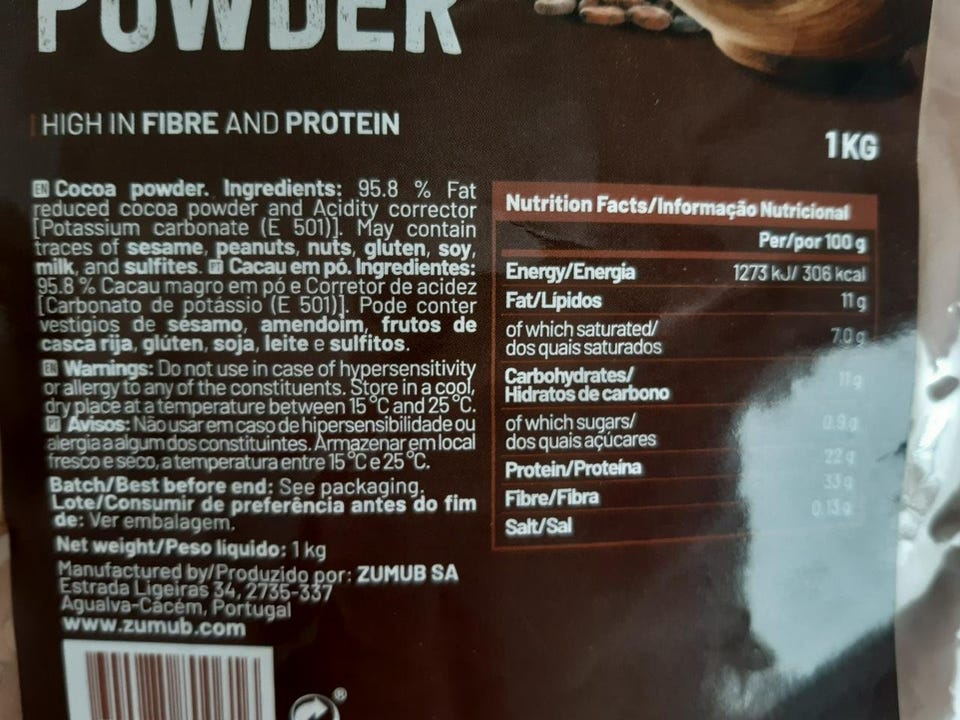 POWDER
HIGH IN FIBRE AND PROTEIN
1KG
EN Cocoa powder. Ingredients: 95.8 % Fat
reduced cocoa powder and Acidity corrector
[Potassium carbonate (E 501)]. May contain
traces of sesame, peanuts, nuts, gluten, soy,
milk, and sulfites. PT Cacau em pó. Ingredientes:
95.8 % Cacau magro em pó e Corretor de acidez
[Carbonato de potássio (E 501)]. Pode conter
vestígios de sésamo, amendoim, frutos de
casca rija, glúten, soja, leite e sulfitos.
EN Warnings: Do not use in case of hypersensitivity
or allergy to any of the constituents. Store in a cool,
dry place at a temperature between 15 °C and 25 °C.
PT Avisos: Não usar em caso de hipersensibilidade ou
alergia a algum dos constituintes. Armazenar em local
fresco e seco, a temperatura entre 15 °C e 25 °C.
Batch/Best before end: See packaging.
Lote/Consumir de preferência antes do fim
de: Ver embalagem.
Net weight/Peso liquido: 1 kg
Manufactured by/Produzido por: ZUMUB SA
Estrada Ligeiras 34, 2735-337
Agualva-Cacém, Portugal
www.zumub.com
Nutrition Facts/Informação Nutricional
Per/por 100 g
Energy/Energia 1273 kJ/ 306 kcal
Fat/Lípidos 11 g
of which saturated/
dos quais saturados 7.0 g
Carbohydrates/
Hidratos de carbono 11 g
of which sugars/
dos quais açúcares 0.9 g
Protein/Proteína 22 g
Fibre/Fibra 33 g
Salt/Sal 0.13 g
®